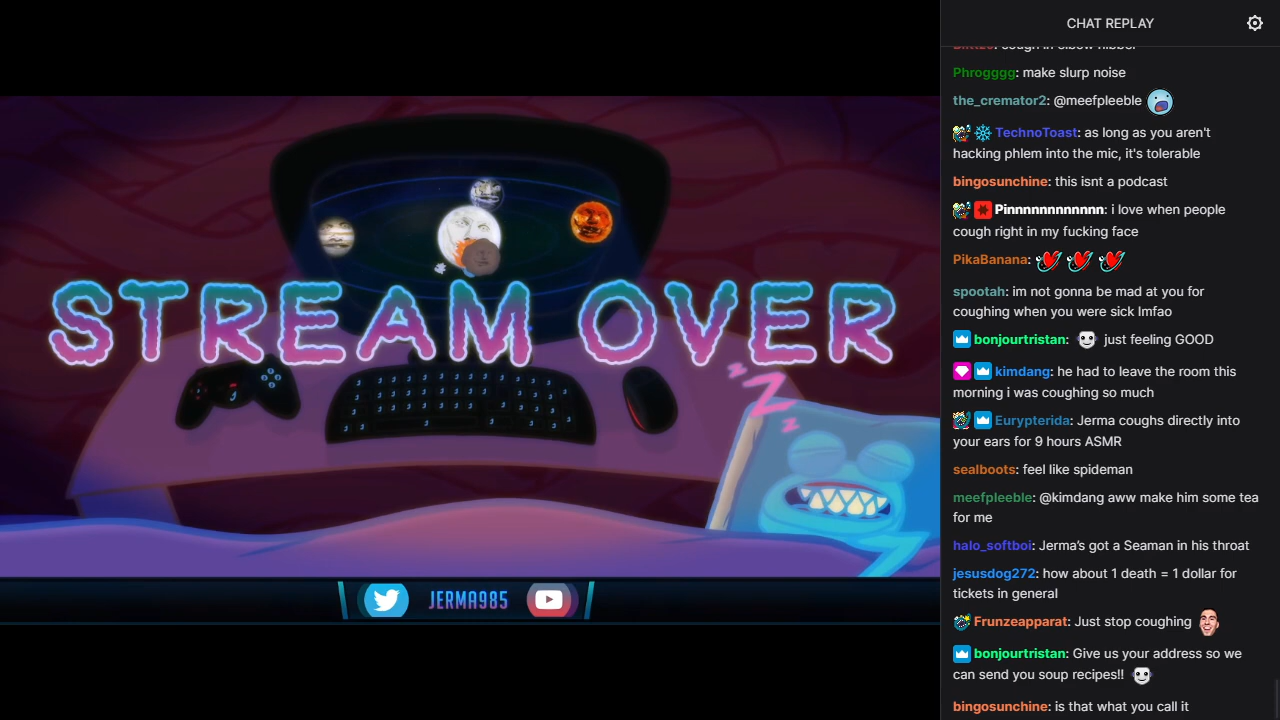 STREAM OVER
z
Z
z
JERMA985
CHAT REPLAY
Phrogggg: make slurp noise
the_cremator2: @meefpleeble
TechnoToast: as long as you aren't
hacking phlem into the mic, it's tolerable
bingosunchine: this isnt a podcast
Pinnnnnnnnnnnn: i love when people
cough right in my fucking face
PikaBanana:
spootah: im not gonna be mad at you for
coughing when you were sick lmfao
bonjourtristan: just feeling GOOD
kimdang: he had to leave the room this
morning i was coughing so much
Eurypterida: Jerma coughs directly into
your ears for 9 hours ASMR
sealboots: feel like spideman
meefpleeble: @kimdang aww make him some tea
for me
halo_softboi: Jerma's got a Seaman in his throat
jesusdog272: how about 1 death = 1 dollar for
tickets in general
Frunzeapparat: Just stop coughing
bonjourtristan: Give us your address so we
can send you soup recipes!!
bingosunchine: is that what you call it